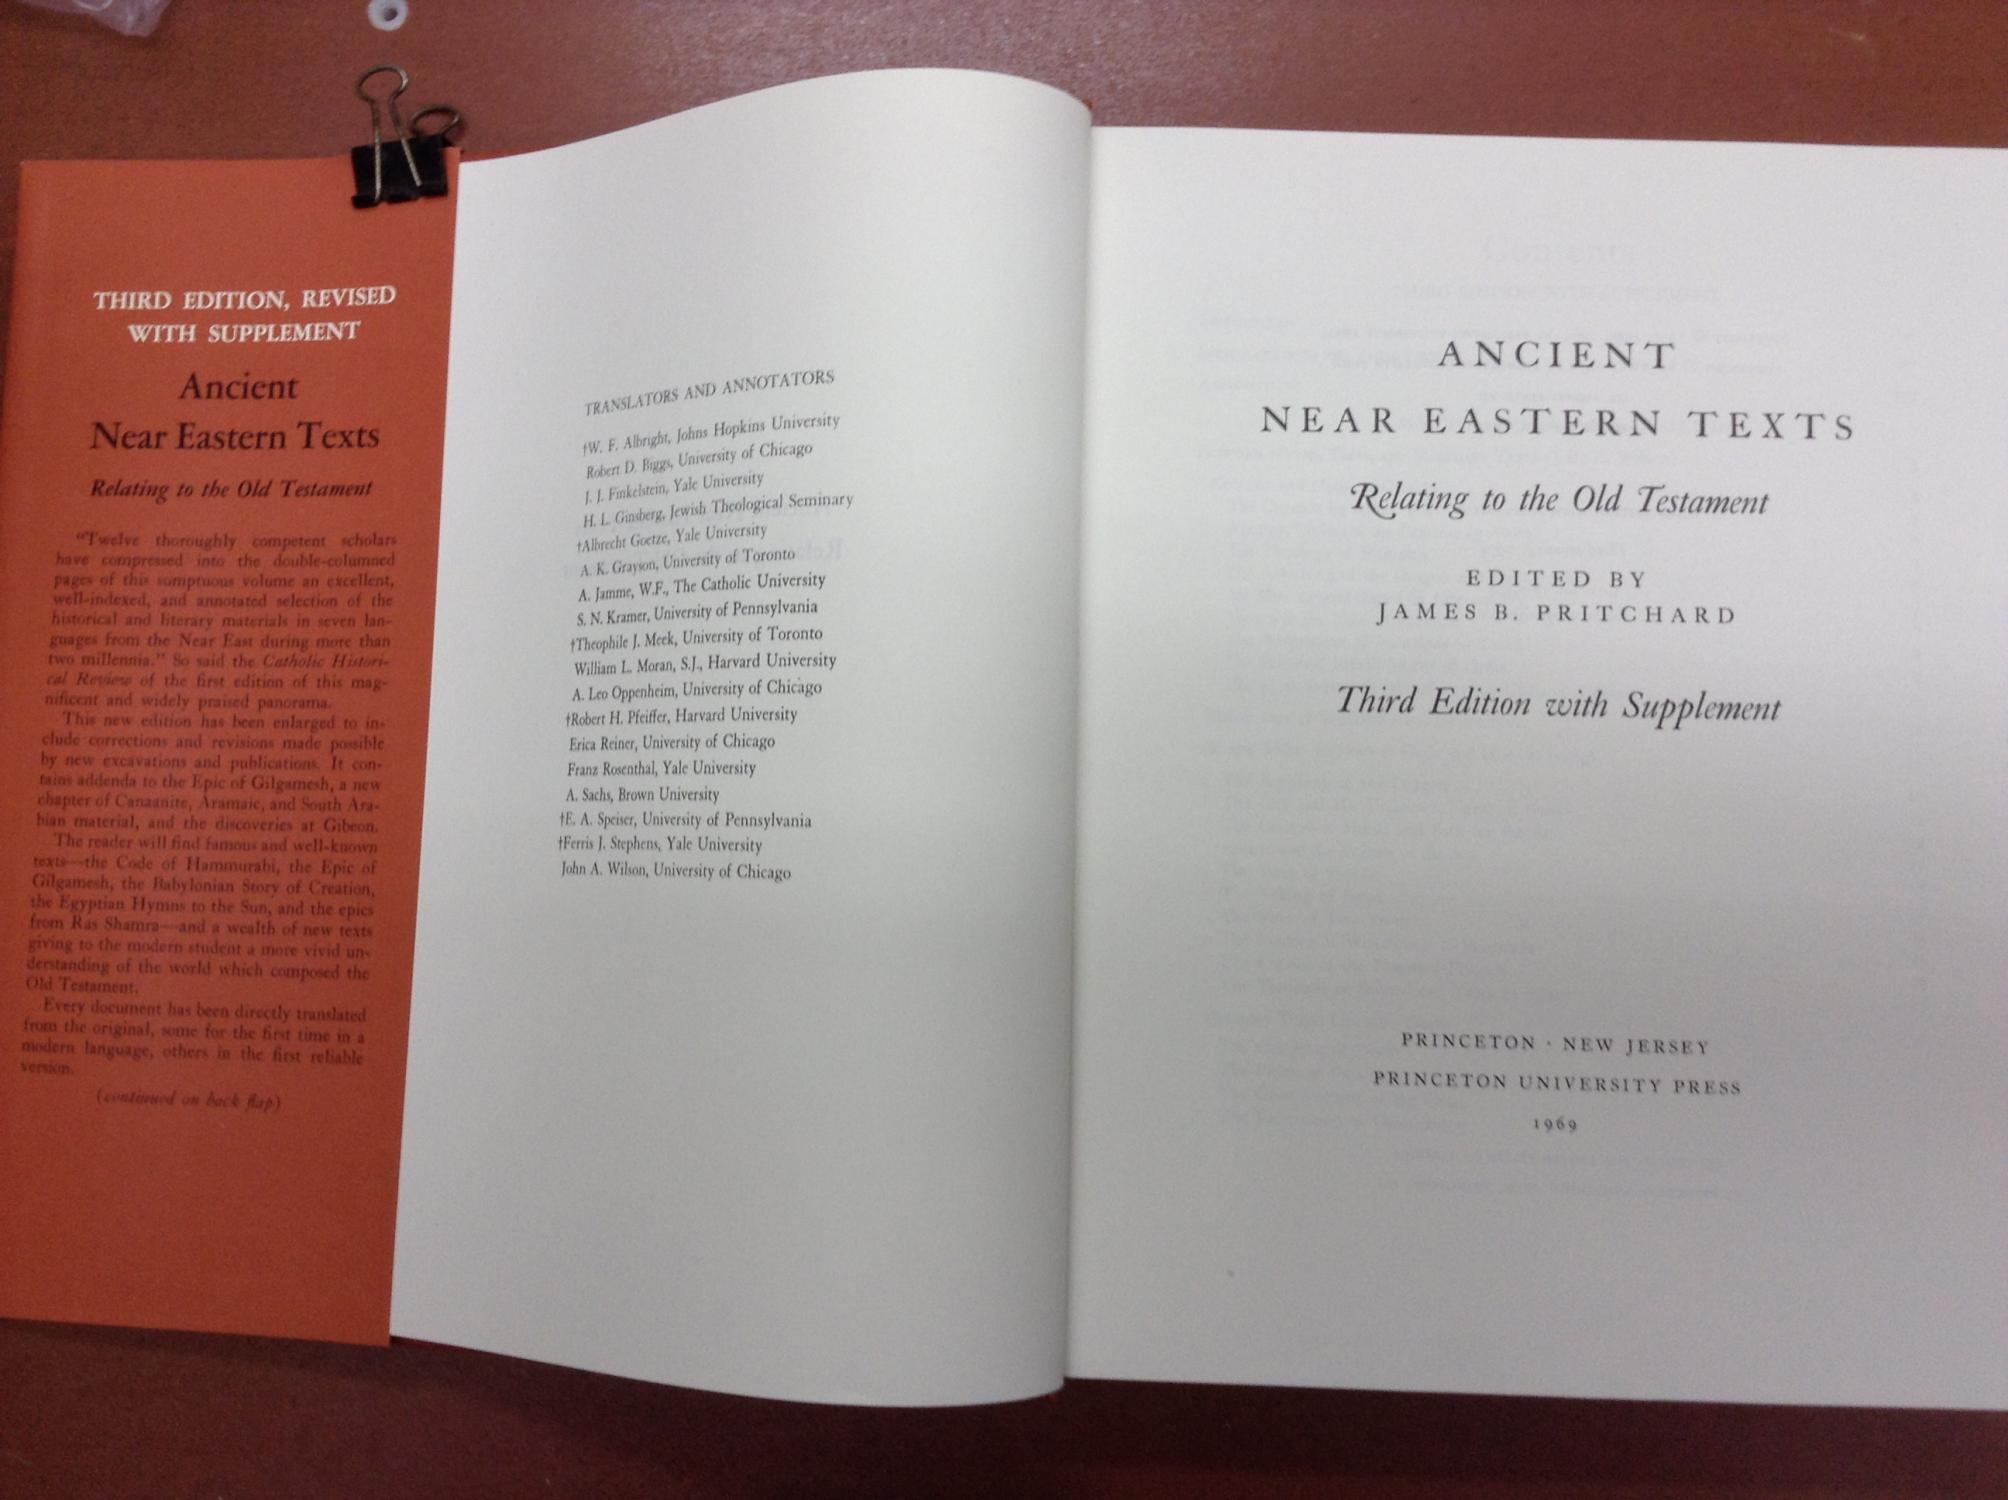 THIRD EDITION, REVISED
WITH SUPPLEMENT
Ancient
Near Eastern Texts
Relating to the Old Testament
“Twelve thoroughly competent scholars
have compressed into the double-columned
pages of this sumptuous volume an excellent,
well-indexed, and annotated selection of the
historical and literary materials in seven lan-
guages from the Near East during more than
two millennia.” So said the Catholic Histori-
cal Review of the first edition of this mag-
nificent and widely praised panorama.
This new edition has been enlarged to in-
clude corrections and revisions made possible
by new excavations and publications. It con-
tains addenda to the Epic of Gilgamesh, a new
chapter of Canaanite, Aramaic, and South Ara-
bian material, and the discoveries at Gibeon.
The reader will find famous and well-known
texts—the Code of Hammurabi, the Epic of
Gilgamesh, the Babylonian Story of Creation,
the Egyptian Hymns to the Sun, and the epics
from Ras Shamra—and a wealth of new texts
giving to the modern student a more vivid un-
derstanding of the world which composed the
Old Testament.
Every document has been directly translated
from the original, some for the first time in a
modern language, others in the first reliable
version.
(continued on back flap)
TRANSLATORS AND ANNOTATORS
†W. F. Albright, Johns Hopkins University
Robert D. Biggs, University of Chicago
J. J. Finkelstein, Yale University
H. L. Ginsberg, Jewish Theological Seminary
†Albrecht Goetze, Yale University
A. K. Grayson, University of Toronto
A. Jamme, W.F., The Catholic University
S. N. Kramer, University of Pennsylvania
†Theophile J. Meek, University of Toronto
William L. Moran, S.J., Harvard University
A. Leo Oppenheim, University of Chicago
†Robert H. Pfeiffer, Harvard University
Erica Reiner, University of Chicago
Franz Rosenthal, Yale University
A. Sachs, Brown University
†E. A. Speiser, University of Pennsylvania
†Ferris J. Stephens, Yale University
John A. Wilson, University of Chicago
ANCIENT
NEAR EASTERN TEXTS
Relating to the Old Testament
EDITED BY
JAMES B. PRITCHARD
Third Edition with Supplement
PRINCETON · NEW JERSEY
PRINCETON UNIVERSITY PRESS
1969